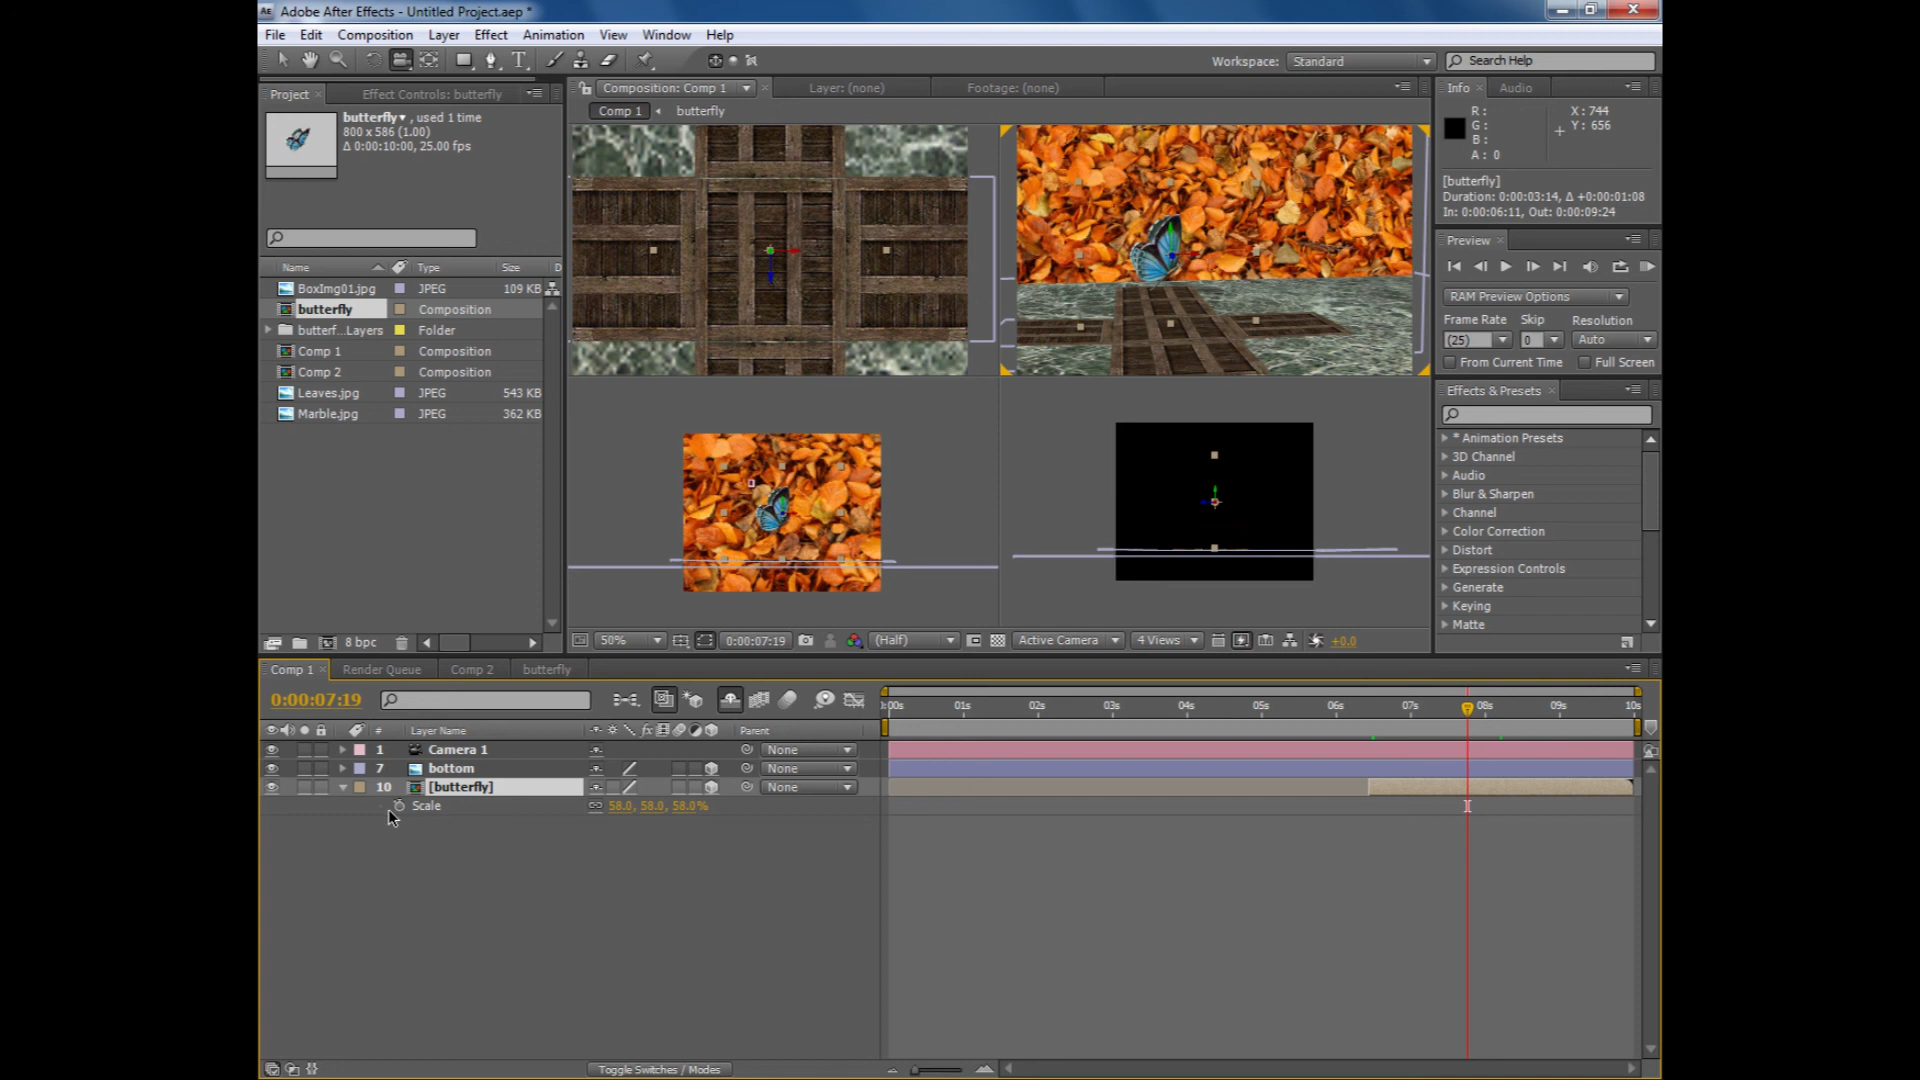 Adobe After Effects - Untitled Project.aep *
File Edit Composition Layer Effect Animation View Window Help
Workspace: Standard Search Help
Project Effect Controls: butterfly
butterfly , used 1 time
800 x 586 (1.00)
Δ 0:00:10:00, 25.00 fps
Name Type Size D
BoxImg01.jpg JPEG 109 KB
butterfly Composition
butterf...Layers Folder
Comp 1 Composition
Comp 2 Composition
Leaves.jpg JPEG 543 KB
Marble.jpg JPEG 362 KB
8 bpc
Composition: Comp 1 Layer: (none) Footage: (none)
Comp 1 butterfly
50% 0:00:07:19 (Half) Active Camera 4 Views +0.0
Info Audio
R: X: 744
G: Y: 656
B:
A: 0
[butterfly]
Duration: 0:00:03:14, Δ +0:00:01:08
In: 0:00:06:11, Out: 0:00:09:24
Preview
RAM Preview Options
Frame Rate Skip Resolution
(25) 0 Auto
From Current Time Full Screen
Effects & Presets
* Animation Presets
3D Channel
Audio
Blur & Sharpen
Channel
Color Correction
Distort
Expression Controls
Generate
Keying
Matte
Comp 1 Render Queue Comp 2 butterfly
0:00:07:19
0:00s 01s 02s 03s 04s 05s 06s 07s 08s 09s 10s
# Layer Name fx Parent
1 Camera 1 None
7 bottom None
10 [butterfly] None
Scale 58.0, 58.0, 58.0%
Toggle Switches / Modes